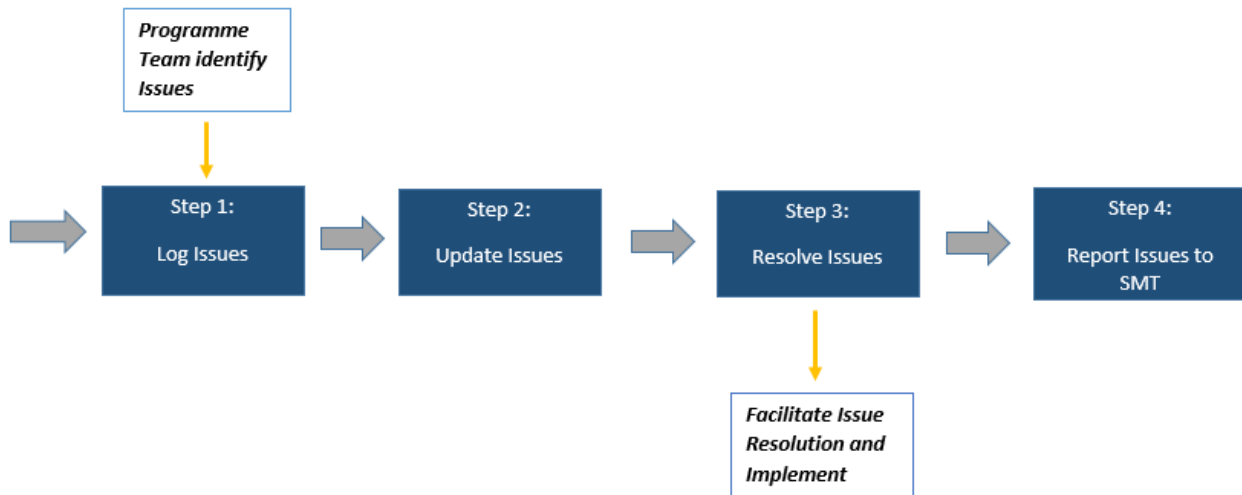 Programme
Team identify
Issues
Step 1:
Log Issues
Step 2:
Update Issues
Step 3:
Resolve Issues
Step 4:
Report Issues to
SMT
Facilitate Issue
Resolution and
Implement